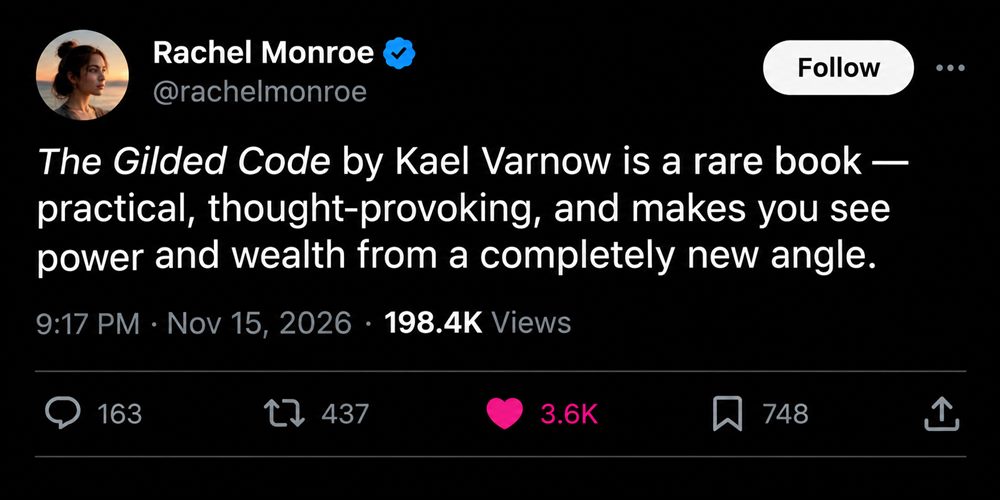 Rachel Monroe
@rachelmonroe
Follow
The Gilded Code by Kael Varnow is a rare book —
practical, thought-provoking, and makes you see
power and wealth from a completely new angle.
9:17 PM · Nov 15, 2026 · 198.4K Views
163 437 3.6K 748